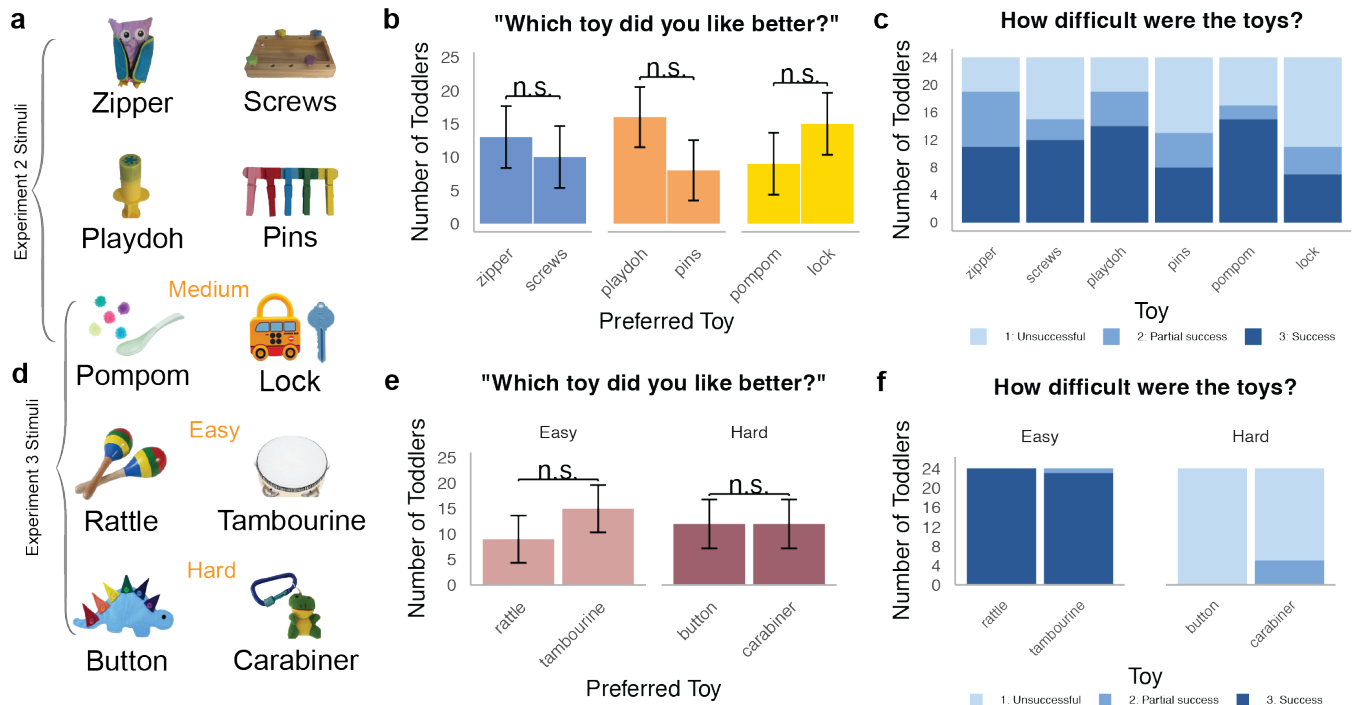 a
Experiment 2 Stimuli
Zipper
Screws
Playdoh
Pins
Medium
Pompom
Lock
b
"Which toy did you like better?"
Number of Toddlers
25
20
15
10
5
0
n.s.
n.s.
n.s.
zipper
screws
playdoh
pins
pompom
lock
Preferred Toy
c
How difficult were the toys?
Number of Toddlers
24
20
16
12
8
4
0
zipper
screws
playdoh
pins
pompom
lock
Toy
1: Unsuccessful
2: Partial success
3: Success
d
Experiment 3 Stimuli
Easy
Rattle
Tambourine
Hard
Button
Carabiner
e
"Which toy did you like better?"
Easy
Hard
Number of Toddlers
25
20
15
10
5
0
n.s.
n.s.
rattle
tambourine
button
carabiner
Preferred Toy
f
How difficult were the toys?
Easy
Hard
Number of Toddlers
24
20
16
12
8
4
0
rattle
tambourine
button
carabiner
Toy
1. Unsuccessful
2. Partial success
3. Success